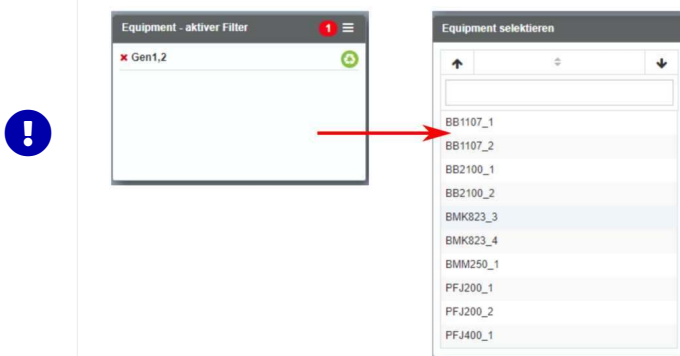 Equipment - aktiver Filter
1
Gen1,2
Equipment selektieren
BB1107_1
BB1107_2
BB2100_1
BB2100_2
BMK823_3
BMK823_4
BMM250_1
PFJ200_1
PFJ200_2
PFJ400_1